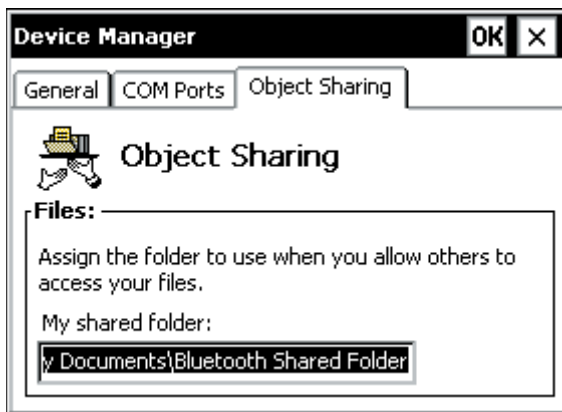 Device Manager OK ×
General COM Ports Object Sharing
Object Sharing
Files:
Assign the folder to use when you allow others to
access your files.
My shared folder:
y Documents\Bluetooth Shared Folder